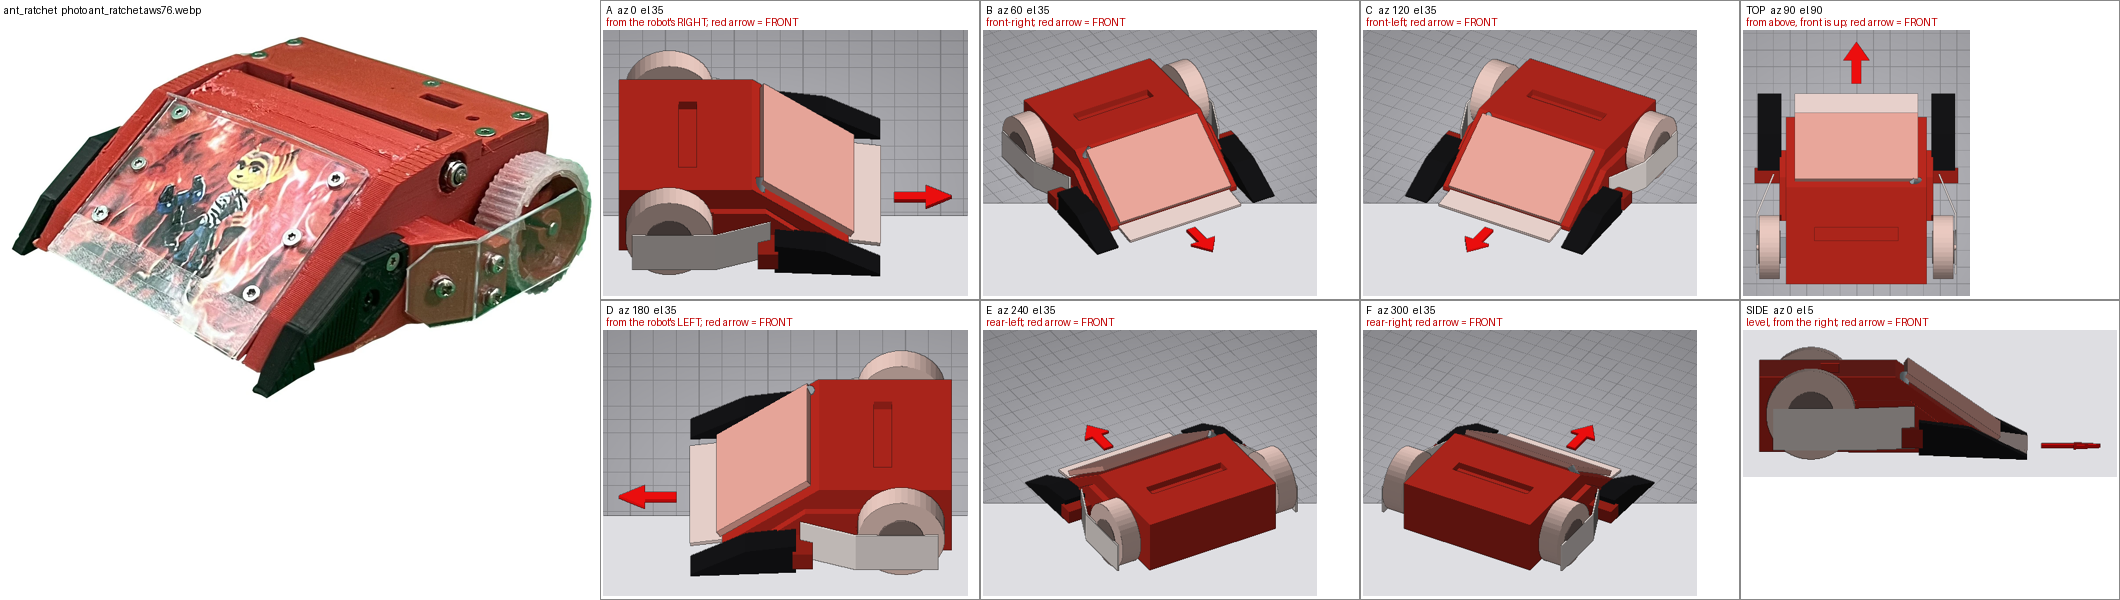 ant_ratchet photo ant_ratchet.aws76.webp
A az 0 el 35
from the robot's RIGHT; red arrow = FRONT
B az 60 el 35
front-right; red arrow = FRONT
C az 120 el 35
front-left; red arrow = FRONT
TOP az 90 el 90
from above, front is up; red arrow = FRONT
D az 180 el 35
from the robot's LEFT; red arrow = FRONT
E az 240 el 35
rear-left; red arrow = FRONT
F az 300 el 35
rear-right; red arrow = FRONT
SIDE az 0 el 5
level, from the right; red arrow = FRONT